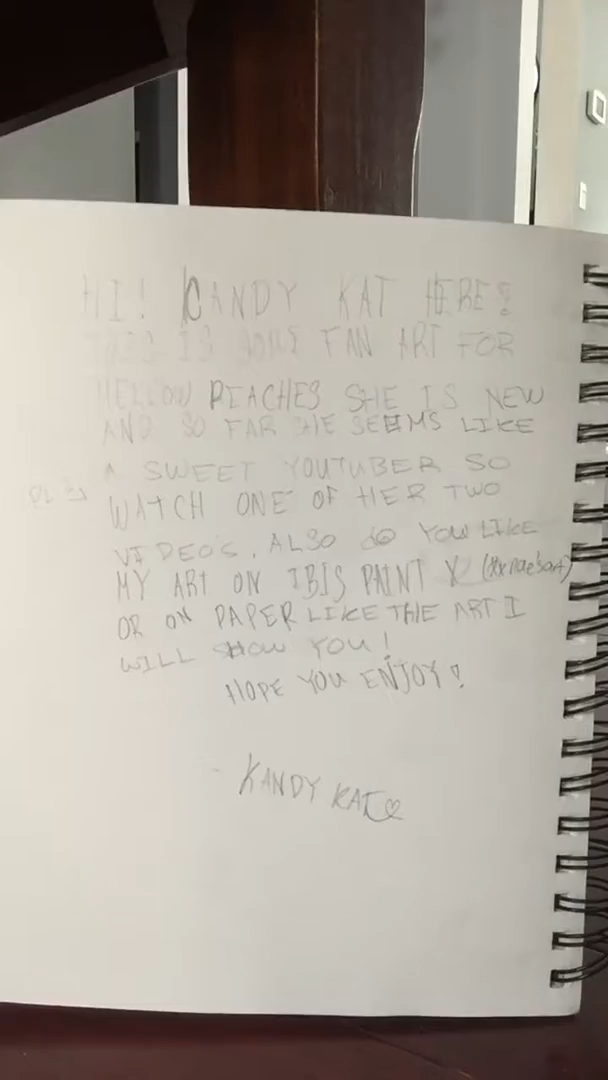 HI! KANDY KAT HERE!
THIS IS SOME FAN ART FOR
MELLOW PEACHES SHE IS NEW
AND SO FAR SHE SEEMS LIKE
A SWEET YOUTUBER SO
WATCH ONE OF HER TWO
VIDEO'S. ALSO do YOU LIKE
MY ART ON IBIS PAINT X
OR ON PAPER LIKE THE ART I
WILL SHOW YOU!
HOPE YOU ENJOY!
- KANDY KAT♡